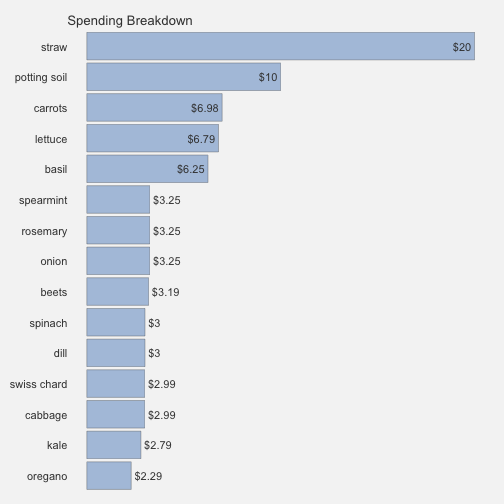 Spending Breakdown
straw $20
potting soil $10
carrots $6.98
lettuce $6.79
basil $6.25
spearmint $3.25
rosemary $3.25
onion $3.25
beets $3.19
spinach $3
dill $3
swiss chard $2.99
cabbage $2.99
kale $2.79
oregano $2.29